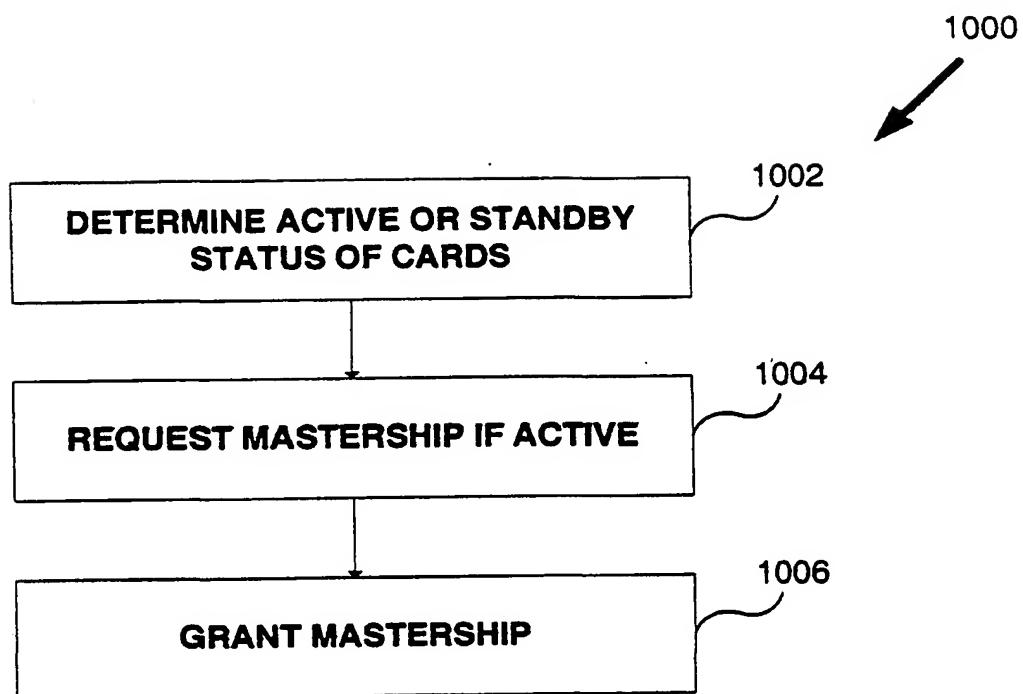 1000
1002
DETERMINE ACTIVE OR STANDBY
STATUS OF CARDS
1004
REQUEST MASTERSHIP IF ACTIVE
1006
GRANT MASTERSHIP